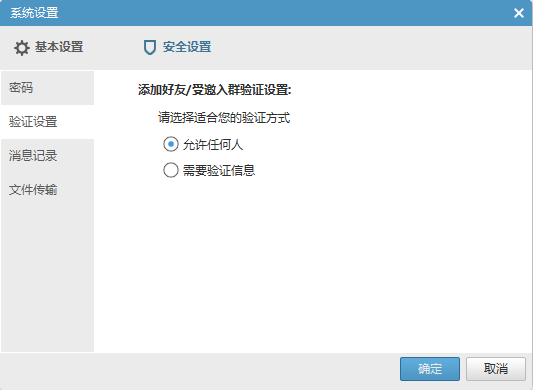 系统设置
基本设置
安全设置
密码
验证设置
消息记录
文件传输
添加好友/受邀入群验证设置:
请选择适合您的验证方式
允许任何人
需要验证信息
确定
取消